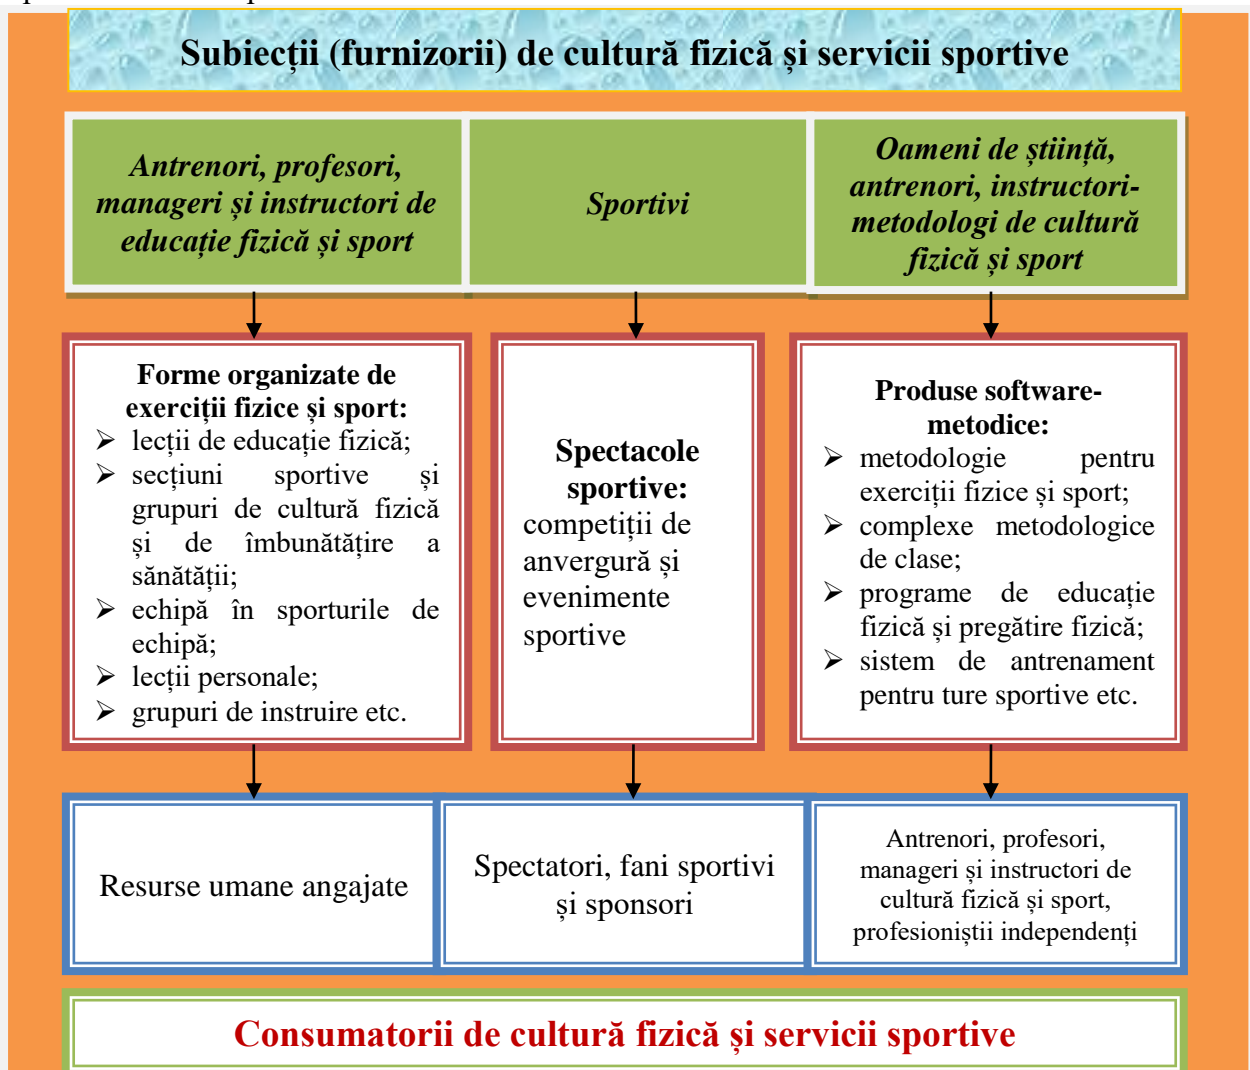 Subiecții (furnizorii) de cultură fizică și servicii sportive
Antrenori, profesori,
manageri și instructori de
educație fizică și sport
Sportivi
Oameni de știință,
antrenori, instructori-
metodologi de cultură
fizică și sport
Forme organizate de
exerciții fizice și sport:
➢ lecții de educație fizică;
➢ secțiuni sportive și
grupuri de cultură fizică
și de îmbunătățire a
sănătății;
➢ echipă în sporturile de
echipă;
➢ lecții personale;
➢ grupuri de instruire etc.
Spectacole
sportive:
competiții de
anvergură și
evenimente
sportive
Produse software-
metodice:
➢ metodologie pentru
exerciții fizice și sport;
➢ complexe metodologice
de clase;
➢ programe de educație
fizică și pregătire fizică;
➢ sistem de antrenament
pentru ture sportive etc.
Resurse umane angajate
Spectatori, fani sportivi
și sponsori
Antrenori, profesori,
manageri și instructori de
cultură fizică și sport,
profesioniștii independenți
Consumatorii de cultură fizică și servicii sportive